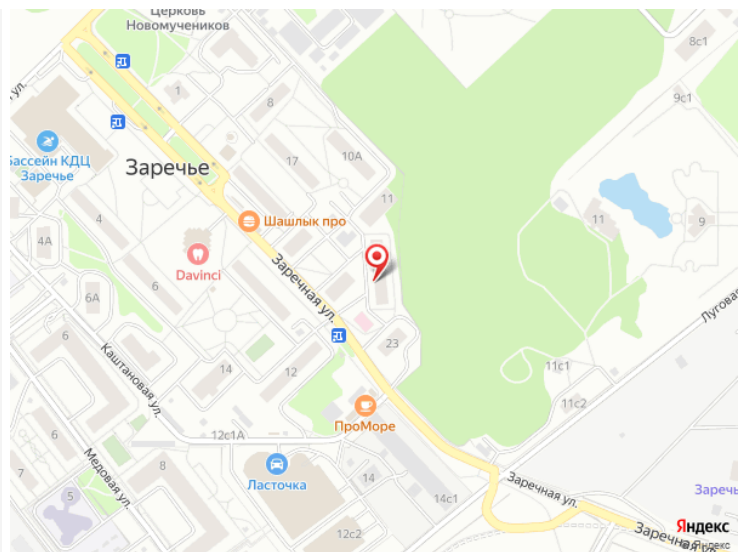 Церковь
Новомучеников
8с1
1
8
9с1
ул.
Бассейн КДЦ
Заречье
Заречье
17
10А
11
4
Шашлык про
11
9
4А
Davinci
6
Заречная ул.
6А
Луговая
6
Каштановая ул.
14
12
23
11с1
11с2
ПроМоре
6
12с1А
7
Медовая ул.
8
Ласточка
14
Заречная ул.
5
14с1
Заречь
Яндекс
12с2
Заречная ул.
© Яндекс